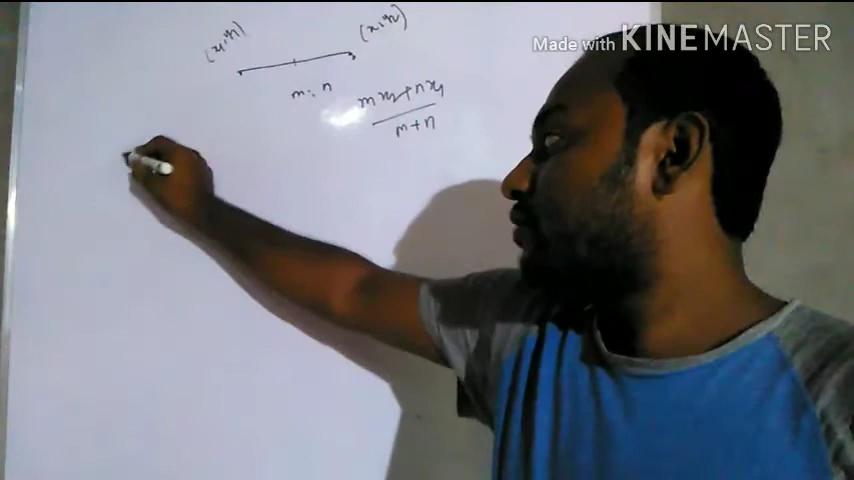 (x₁, y₁)
(x₂, y₂)
m : n
mx₂ + nx₁
m + n
Made with KINEMASTER